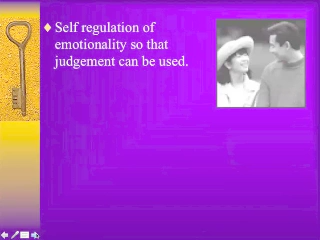 Self regulation of
emotionality so that
judgement can be used.